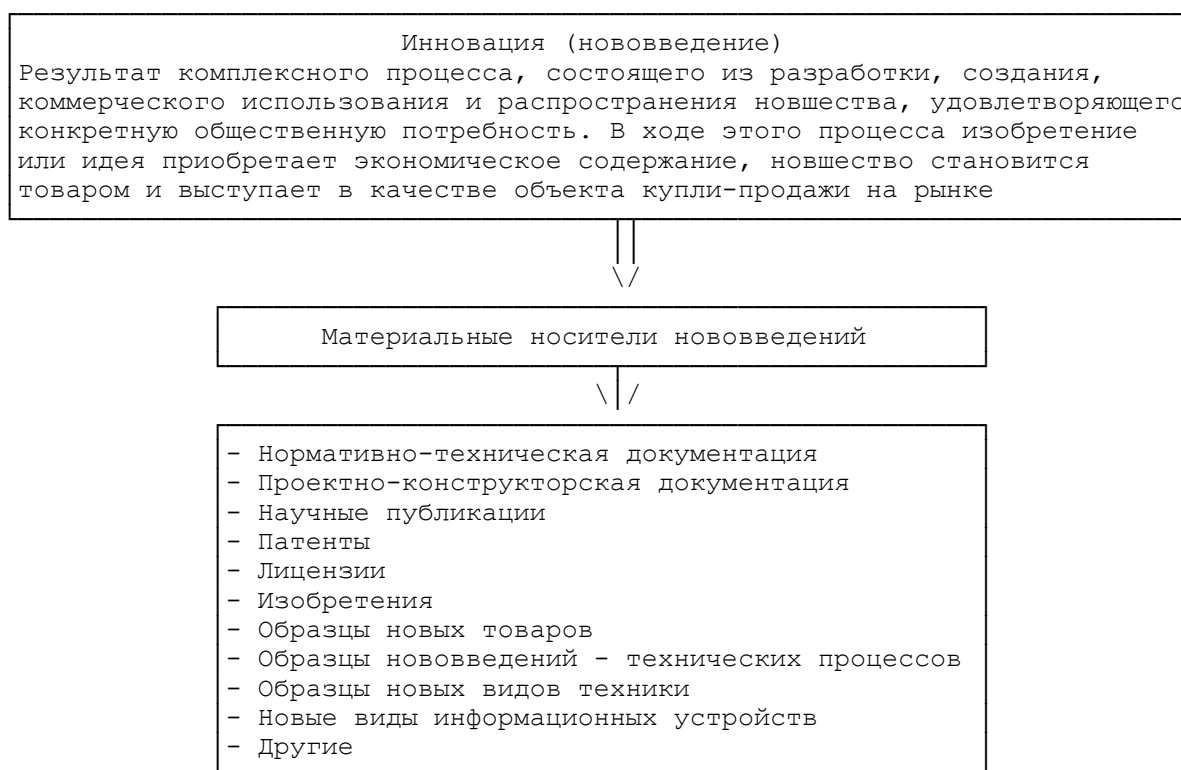 Инновация (нововведение)
Результат комплексного процесса, состоящего из разработки, создания,
коммерческого использования и распространения новшества, удовлетворяющего
конкретную общественную потребность. В ходе этого процесса изобретение
или идея приобретает экономическое содержание, новшество становится
товаром и выступает в качестве объекта купли-продажи на рынке
Материальные носители нововведений
- Нормативно-техническая документация
- Проектно-конструкторская документация
- Научные публикации
- Патенты
- Лицензии
- Изобретения
- Образцы новых товаров
- Образцы нововведений - технических процессов
- Образцы новых видов техники
- Новые виды информационных устройств
- Другие